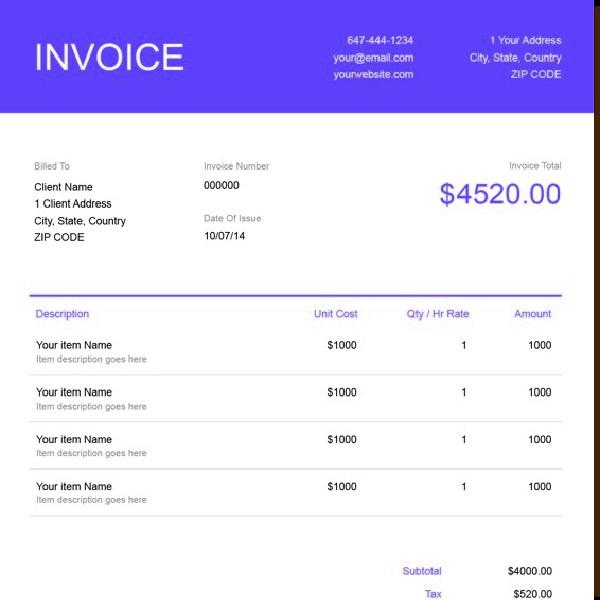 INVOICE
647-444-1234
your@email.com
yourwebsite.com
1 Your Address
City, State, Country
ZIP CODE
Billed To
Client Name
1 Client Address
City, State, Country
ZIP CODE
Invoice Number
000000
Date Of Issue
10/07/14
Invoice Total
$4520.00
Description Unit Cost Qty / Hr Rate Amount
Your item Name $1000 1 1000
Item description goes here
Your item Name $1000 1 1000
Item description goes here
Your item Name $1000 1 1000
Item description goes here
Your item Name $1000 1 1000
Item description goes here
Subtotal $4000.00
Tax $520.00